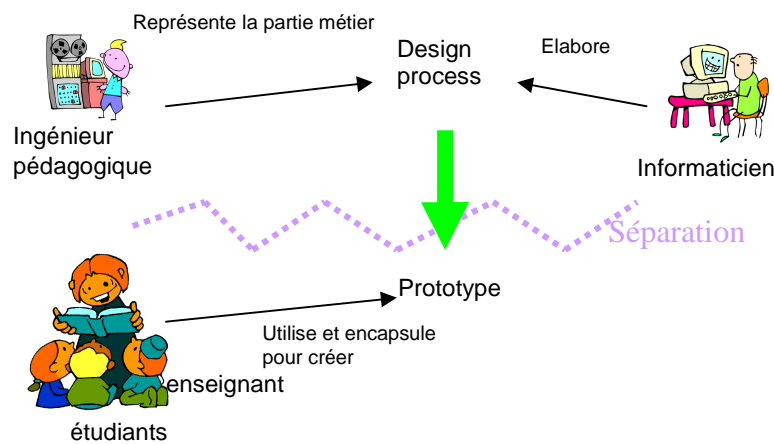 Représente la partie métier
Design
process
Elabore
Ingénieur
pédagogique
Informaticien
Séparation
Prototype
Utilise et encapsule
pour créer
enseignant
étudiants